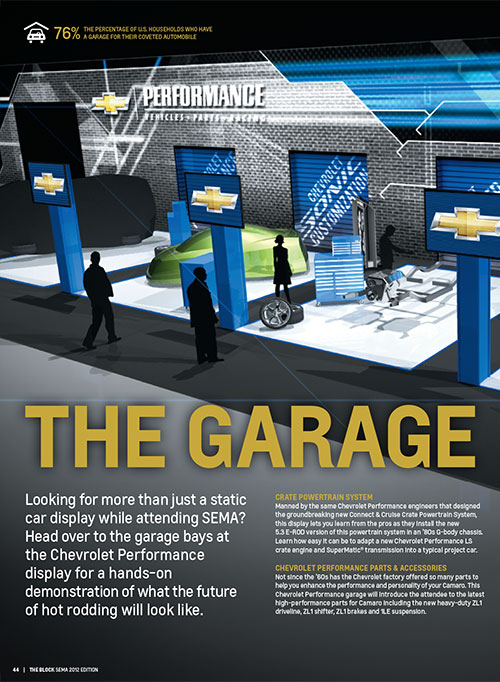 76% THE PERCENTAGE OF U.S. HOUSEHOLDS WHO HAVE
A GARAGE FOR THEIR COVETED AUTOMOBILE
PERFORMANCE
VEHICLES • PARTS • RACING
CHEVROLET
SONIC
CUSTOMIZATION
THE GARAGE
Looking for more than just a static
car display while attending SEMA?
Head over to the garage bays at
the Chevrolet Performance
display for a hands-on
demonstration of what the future
of hot rodding will look like.
CRATE POWERTRAIN SYSTEM
Manned by the same Chevrolet Performance engineers that designed
the groundbreaking new Connect & Cruise Crate Powertrain System,
this display lets you learn from the pros as they install the new
5.3 E-ROD version of this powertrain system in an '80s G-body chassis.
Learn how easy it can be to adapt a new Chevrolet Performance LS
crate engine and SuperMatic® transmission into a typical project car.
CHEVROLET PERFORMANCE PARTS & ACCESSORIES
Not since the '60s has the Chevrolet factory offered so many parts to
help you enhance the performance and personality of your Camaro. This
Chevrolet Performance garage will introduce the attendee to the latest
high-performance parts for Camaro including the new heavy-duty ZL1
driveline, ZL1 shifter, ZL1 brakes and 1LE suspension.
44 | THE BLOCK SEMA 2012 EDITION